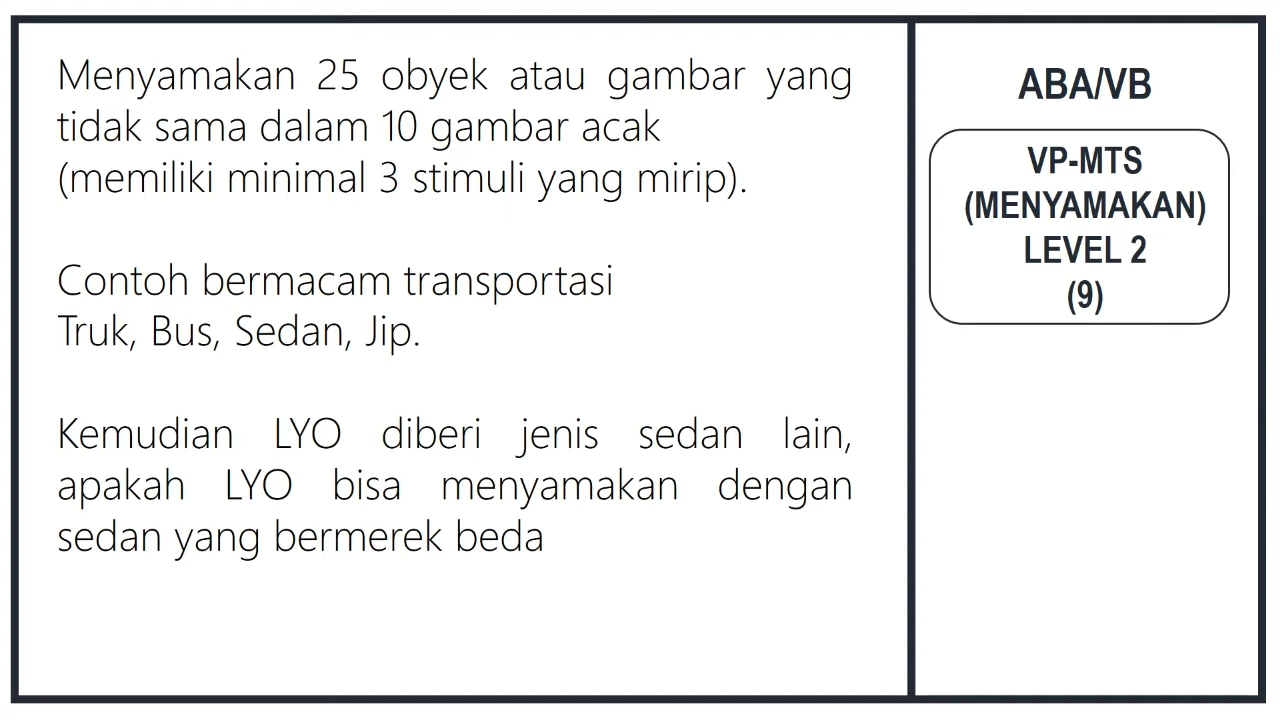 Menyamakan 25 obyek atau gambar yang
tidak sama dalam 10 gambar acak
(memiliki minimal 3 stimuli yang mirip).
Contoh bermacam transportasi
Truk, Bus, Sedan, Jip.
Kemudian LYO diberi jenis sedan lain,
apakah LYO bisa menyamakan dengan
sedan yang bermerek beda
ABA/VB
VP-MTS
(MENYAMAKAN)
LEVEL 2
(9)